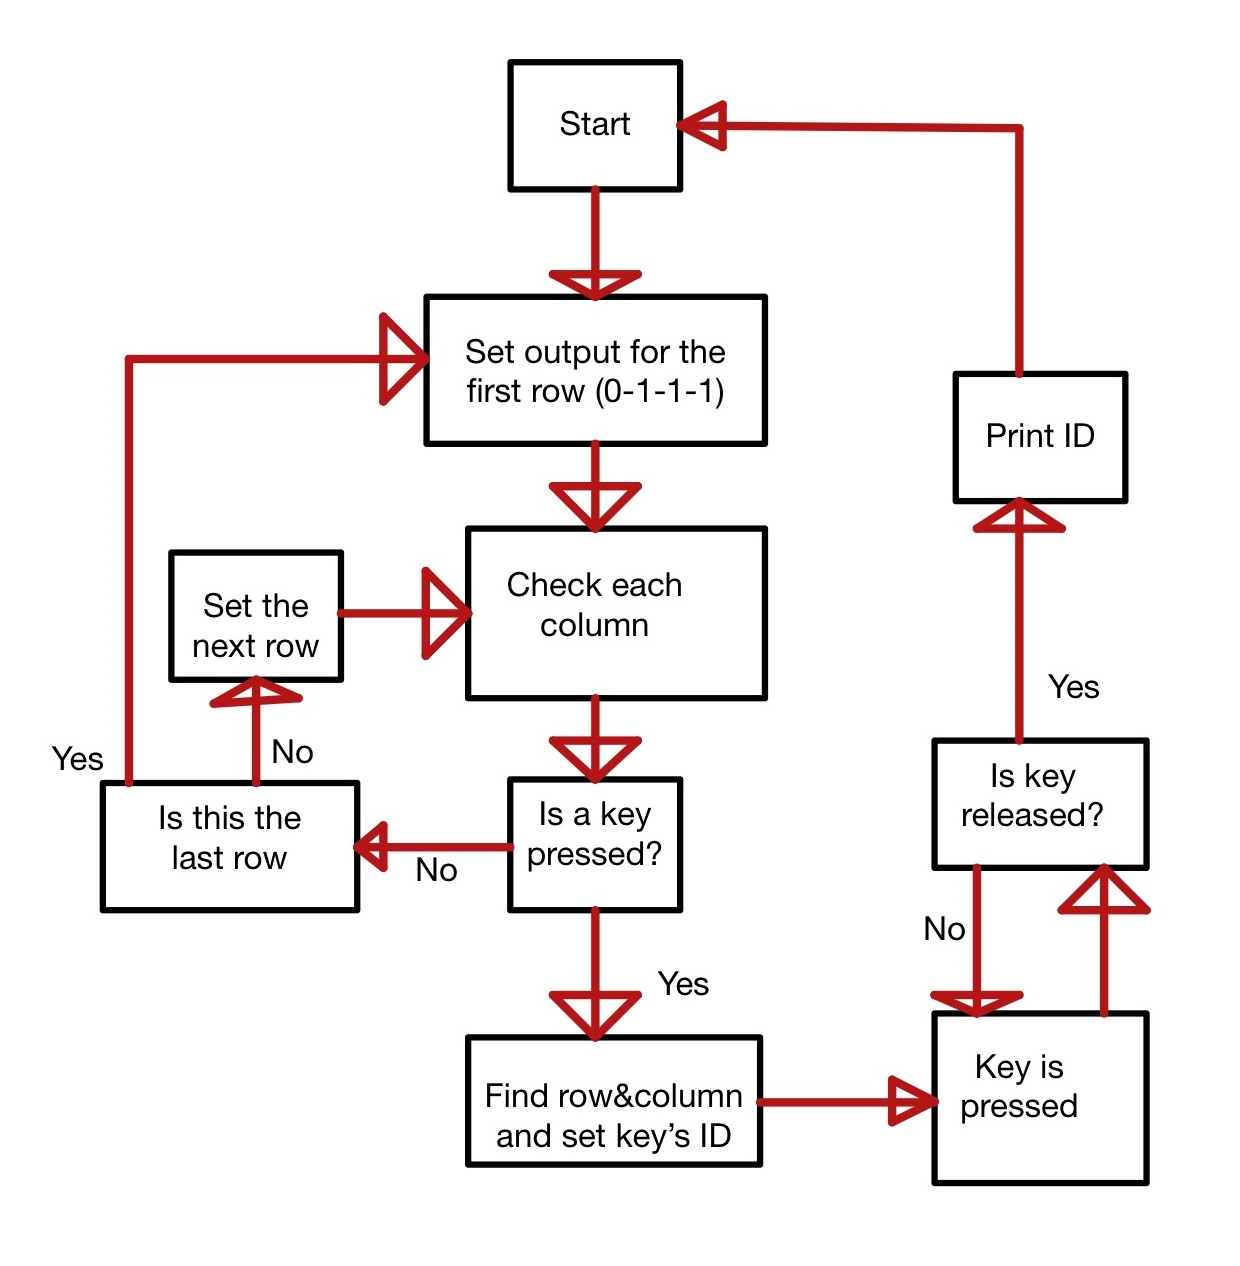 Start
Set output for the
first row (0-1-1-1)
Print ID
Check each
column
Set the
next row
Yes
Yes
No
Is key
released?
Is this the
last row
Is a key
pressed?
No
No
Yes
Key is
pressed
Find row&column
and set key’s ID